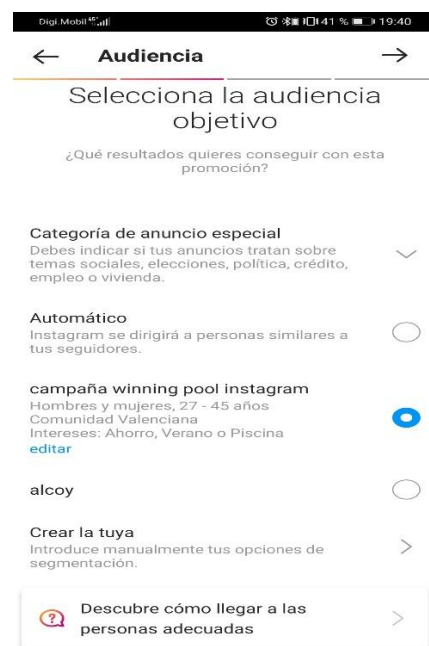 Digi.Mobil 41 % 19:40
Audiencia
Selecciona la audiencia
objetivo
¿Qué resultados quieres conseguir con esta
promoción?
Categoría de anuncio especial
Debes indicar si tus anuncios tratan sobre
temas sociales, elecciones, política, crédito,
empleo o vivienda.
Automático
Instagram se dirigirá a personas similares a
tus seguidores.
campaña winning pool instagram
Hombres y mujeres, 27 - 45 años
Comunidad Valenciana
Intereses: Ahorro, Verano o Piscina
editar
alcoy
Crear la tuya
Introduce manualmente tus opciones de
segmentación.
Descubre cómo llegar a las
personas adecuadas